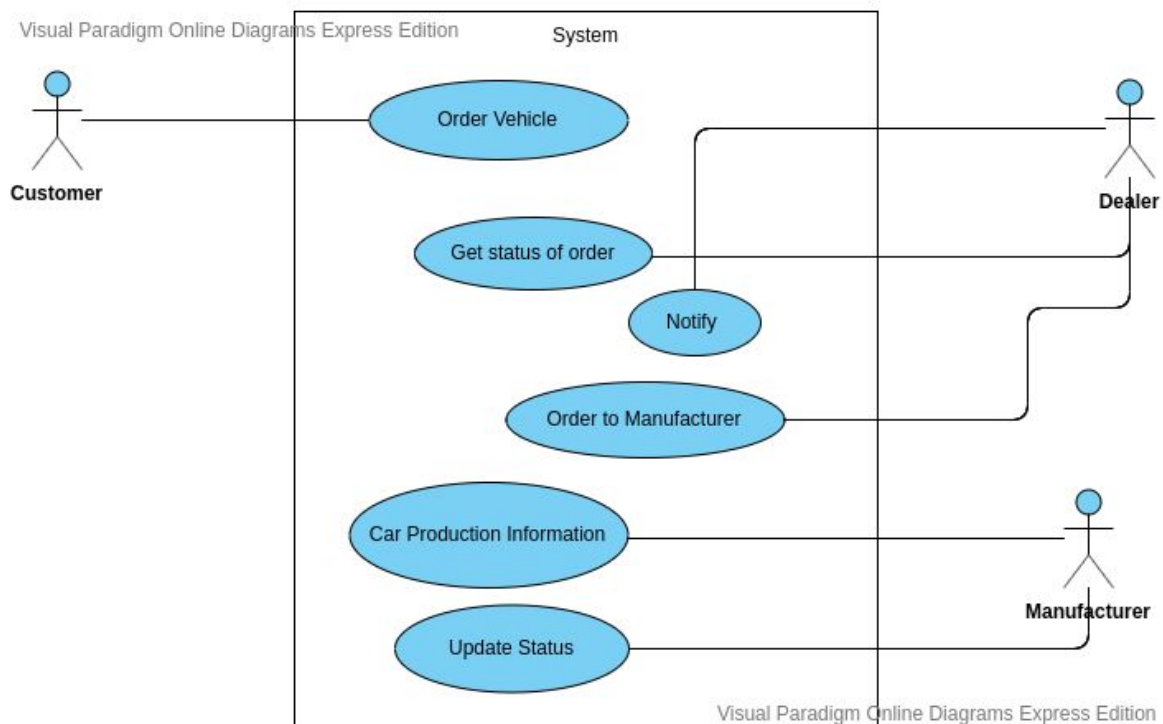 Visual Paradigm Online Diagrams Express Edition
System
Order Vehicle
Customer
Dealer
Get status of order
Notify
Order to Manufacturer
Car Production Information
Manufacturer
Update Status
Visual Paradigm Online Diagrams Express Edition